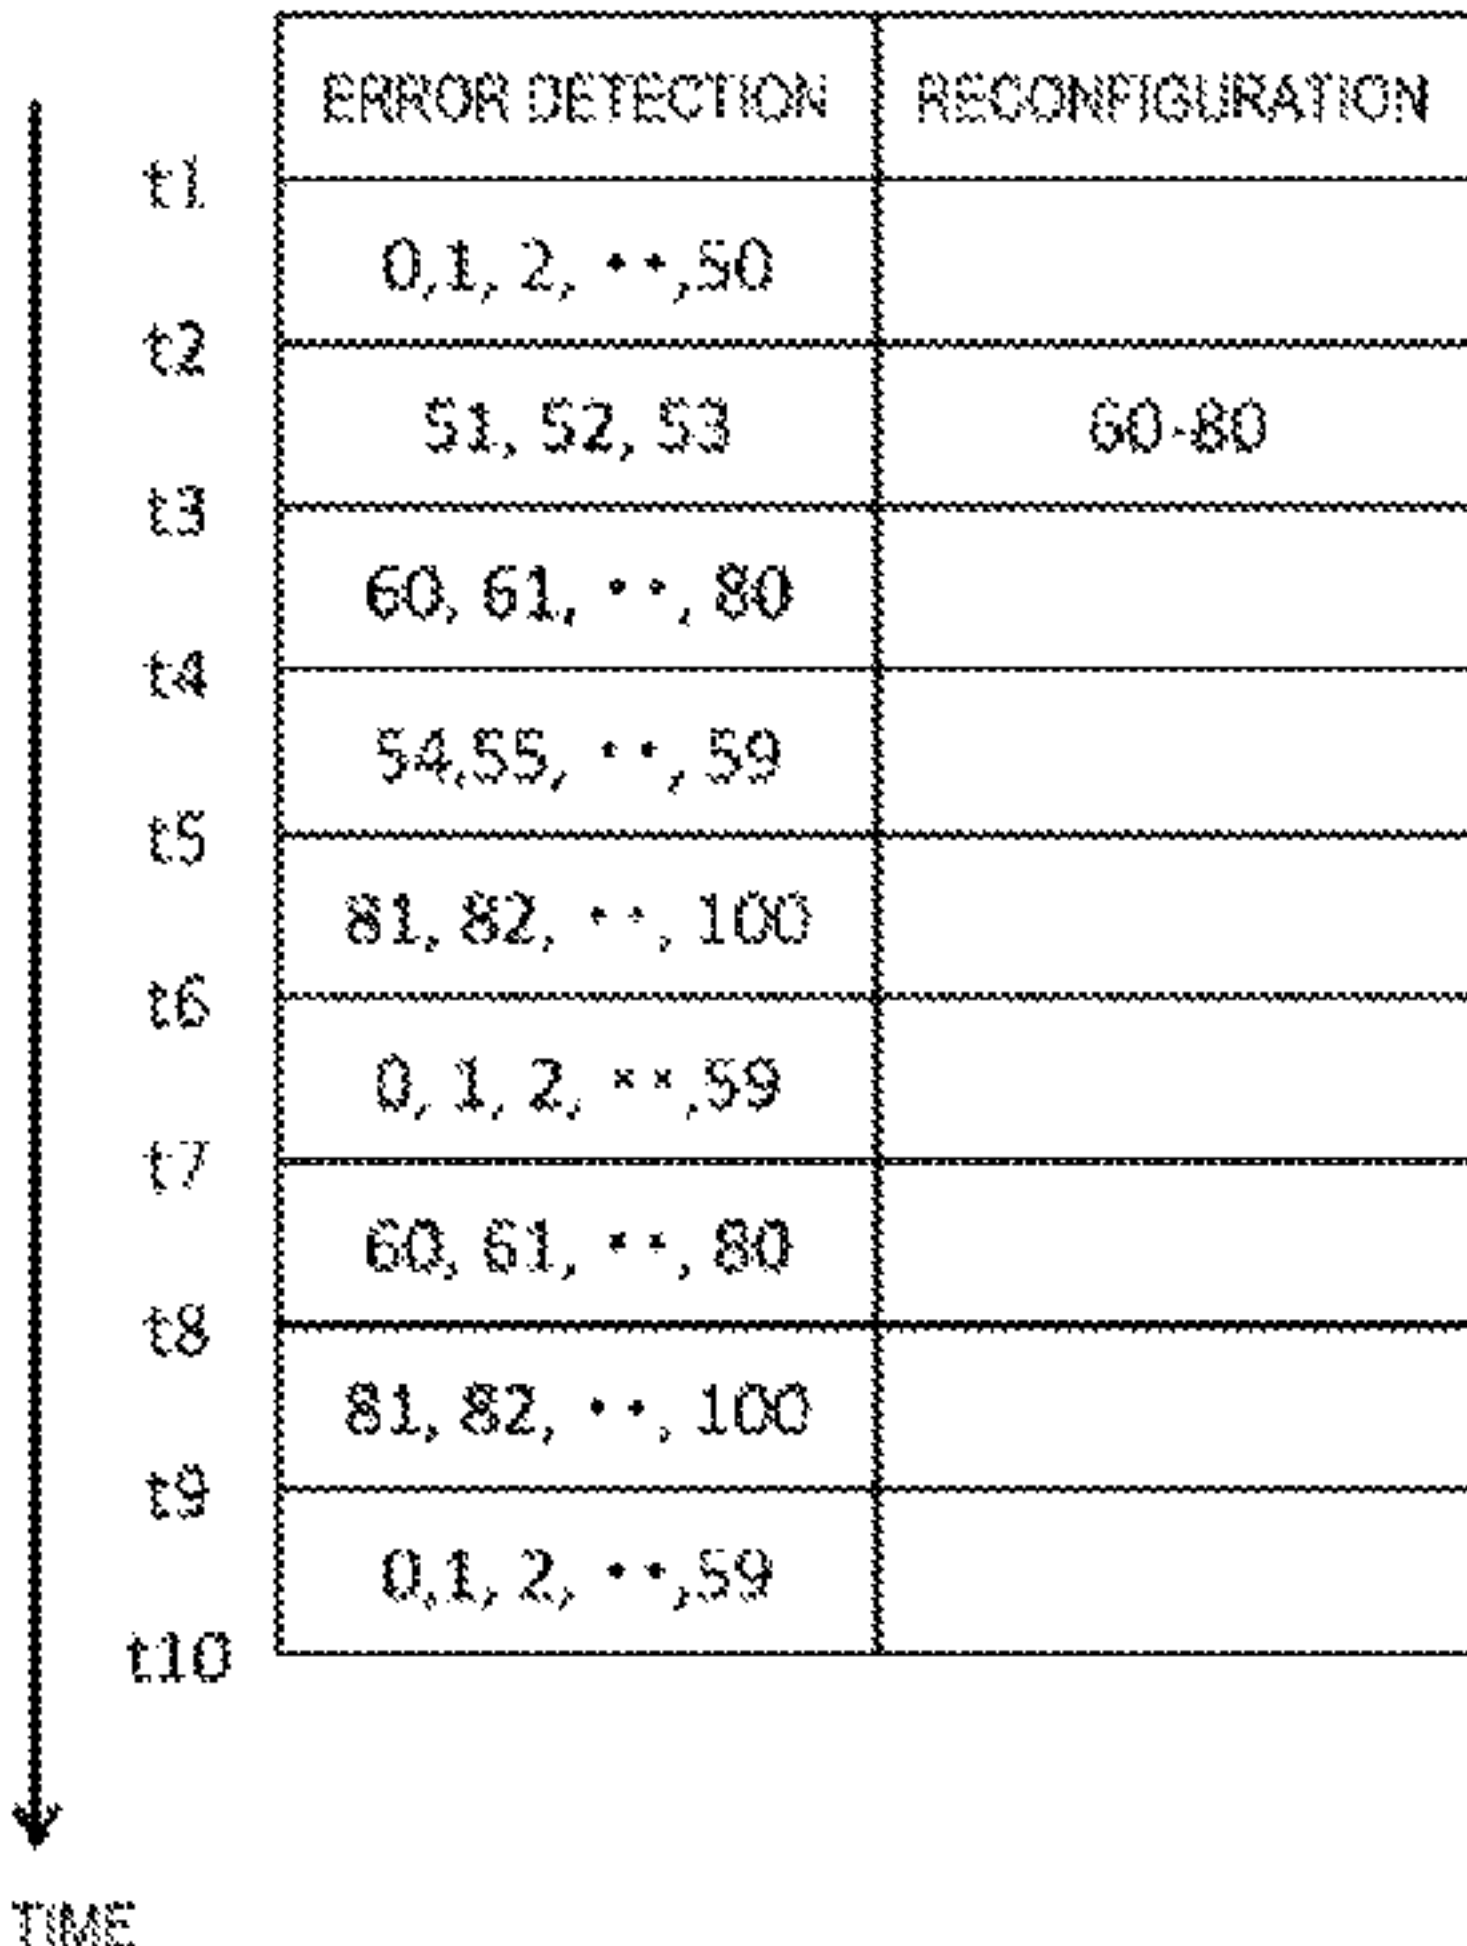 ERROR DETECTION RECONFIGURATION
t1
0,1, 2, ••,50
t2
51, 52, 53 60-80
t3
60, 61, ••, 80
t4
54,55, ••, 59
t5
81, 82, ••, 100
t6
0, 1, 2, ••,59
t7
60, 61, ••, 80
t8
81, 82, ••, 100
t9
0,1, 2, ••,59
t10
TIME